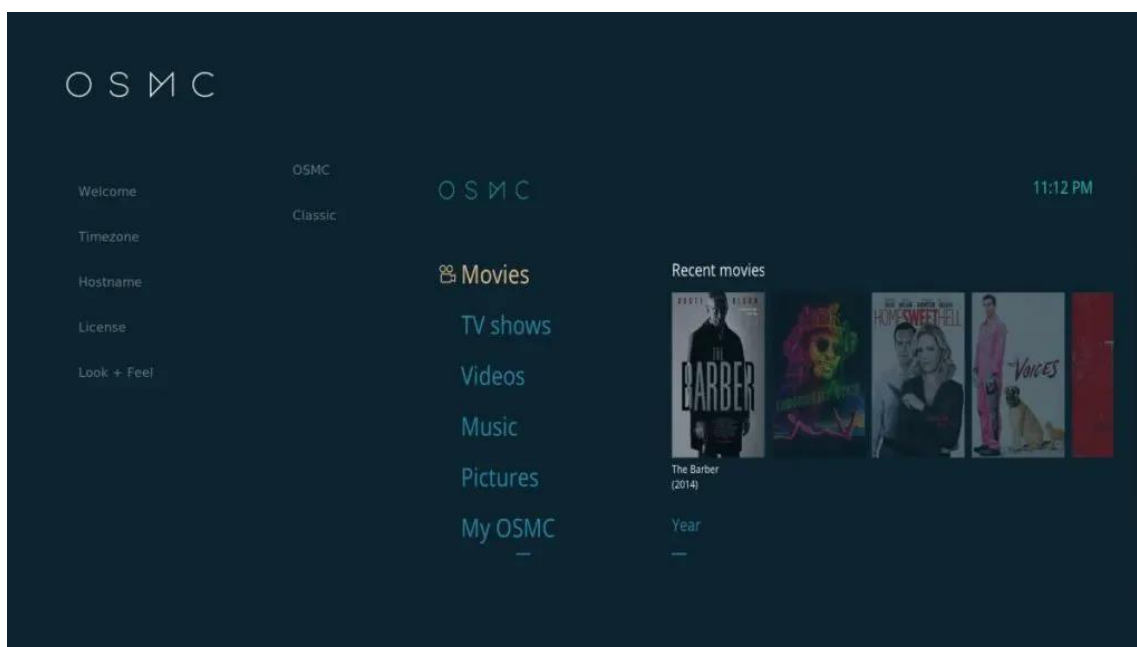 OSMC
Welcome
Timezone
Hostname
License
Look + Feel
OSMC
Classic
OSMC
11:12 PM
Movies
TV shows
Videos
Music
Pictures
My OSMC
Recent movies
THE
BARBER
HOME SWEET HELL
VOICES
The Barber
(2014)
Year